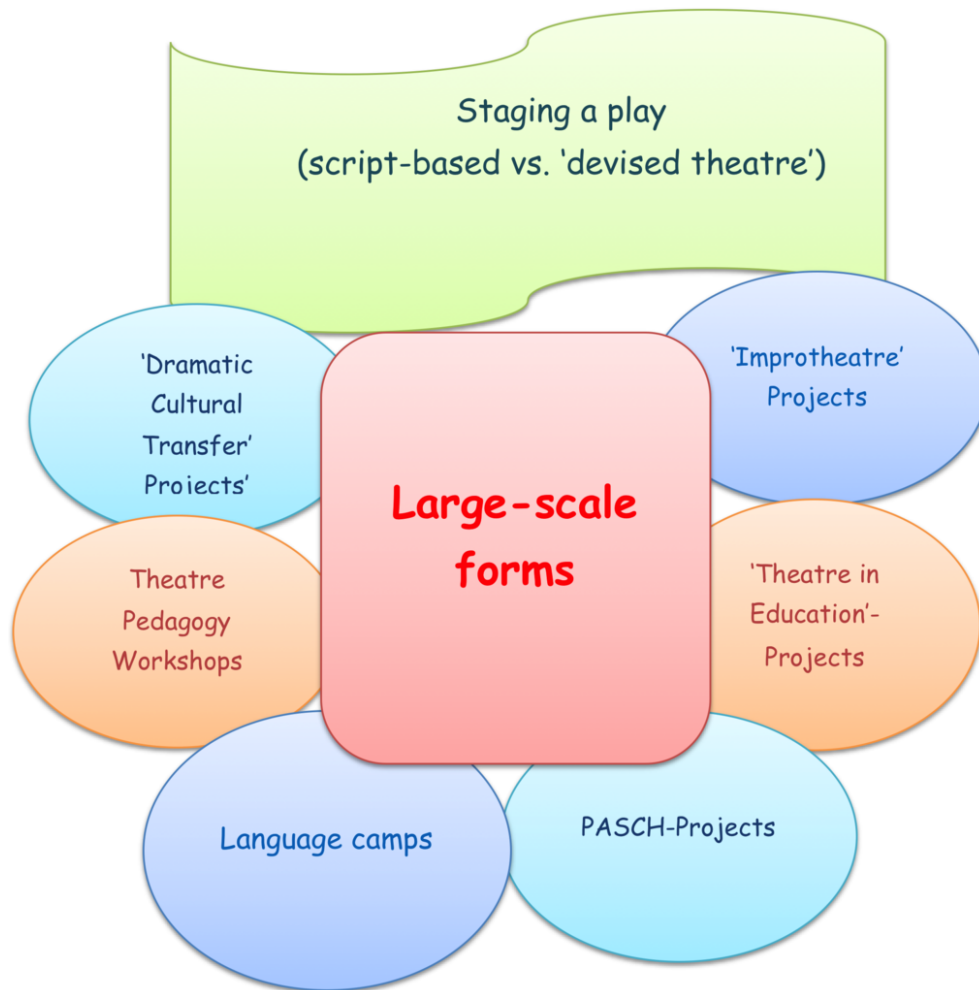 Staging a play
(script-based vs. ‘devised theatre’)
‘Dramatic
Cultural
Transfer’
Projects’
‘Improtheatre’
Projects
Large-scale
forms
Theatre
Pedagogy
Workshops
‘Theatre in
Education’-
Projects
Language camps
PASCH-Projects